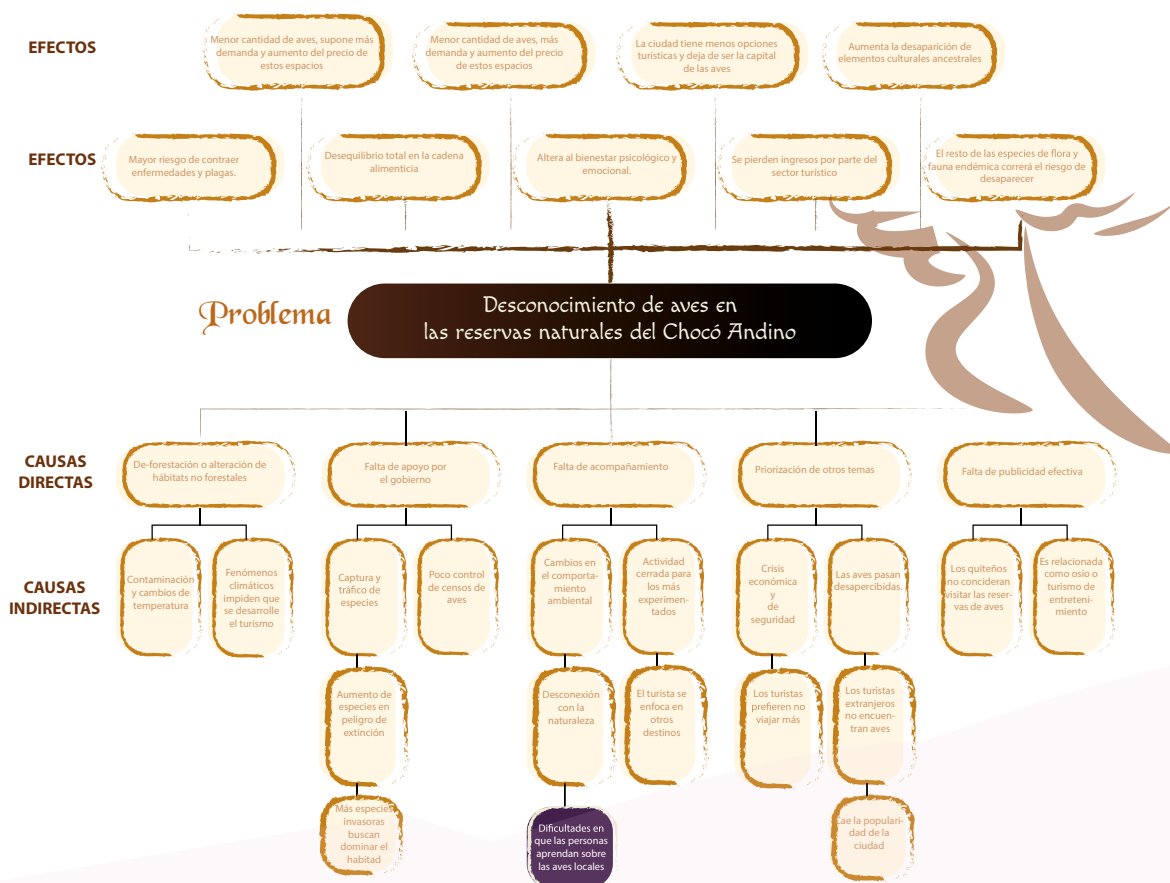 EFECTOS
Menor cantidad de aves, supone más
demanda y aumento del precio de
estos espacios
Menor cantidad de aves, más
demanda y aumento del precio
de estos espacios
La ciudad tiene menos opciones
turísticas y deja de ser la capital
de las aves
Aumenta la desaparición de
elementos culturales ancestrales
EFECTOS
Mayor riesgo de contraer
enfermedades y plagas.
Desequilibrio total en la cadena
alimenticia
Altera al bienestar psicológico y
emocional.
Se pierden ingresos por parte del
sector turístico
El resto de las especies de flora y
fauna endémica correrá el riesgo de
desaparecer
Problema
Desconocimiento de aves en
las reservas naturales del Chocó Andino
CAUSAS
DIRECTAS
De-forestación o alteración de
hábitats no forestales
Falta de apoyo por
el gobierno
Falta de acompañamiento
Priorización de otros temas
Falta de publicidad efectiva
CAUSAS
INDIRECTAS
Contaminación
y cambios de
temperatura
Fenómenos
climáticos
impiden que
se desarrolle
el turismo
Captura y
tráfico de
especies
Poco control
de censos de
aves
Cambios en
el comporta-
miento
ambiental
Actividad
cerrada para
los más
experimen-
tados
Crisis
económica
y
de
seguridad
Las aves pasan
desapercibidas.
Los quiteños
no concideran
visitar las reser-
vas de aves
Es relacionada
como osio o
turismo de
entreteni-
miento
Aumento de
especies en
peligro de
extinción
Desconexión
con la
naturaleza
El turista se
enfoca en
otros
destinos
Los turistas
prefieren no
viajar más
Los turistas
extranjeros
no encuen-
tran aves
Más especies
invasoras
buscan
dominar el
habitad
Dificultades en
que las personas
aprendan sobre
las aves locales
Cae la populari-
dad de la
ciudad